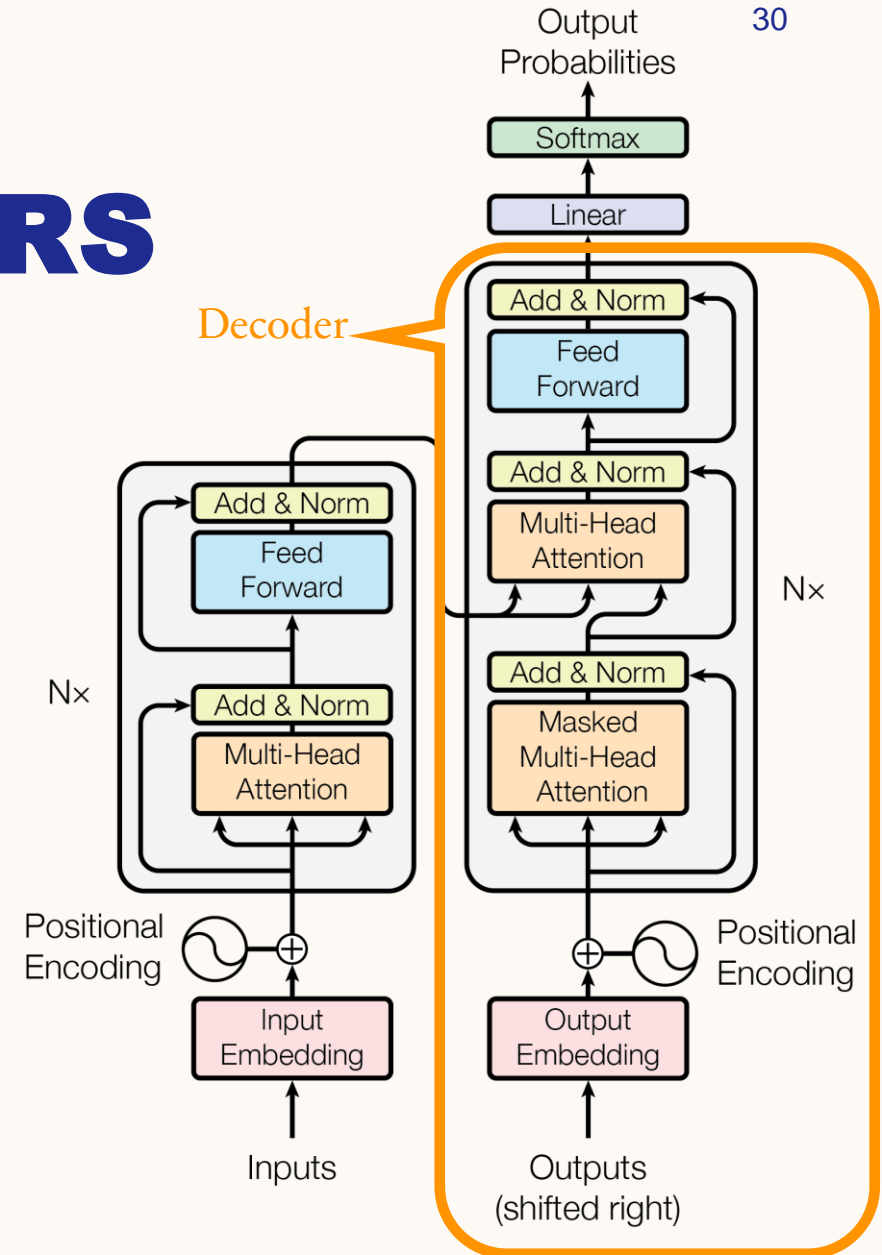 30
RS
Output
Probabilities
Softmax
Linear
Decoder
Add & Norm
Feed
Forward
Add & Norm
Multi-Head
Attention
Nx
Add & Norm
Masked
Multi-Head
Attention
Add & Norm
Feed
Forward
Nx
Add & Norm
Multi-Head
Attention
Positional
Encoding
Positional
Encoding
Input
Embedding
Output
Embedding
Inputs
Outputs
(shifted right)